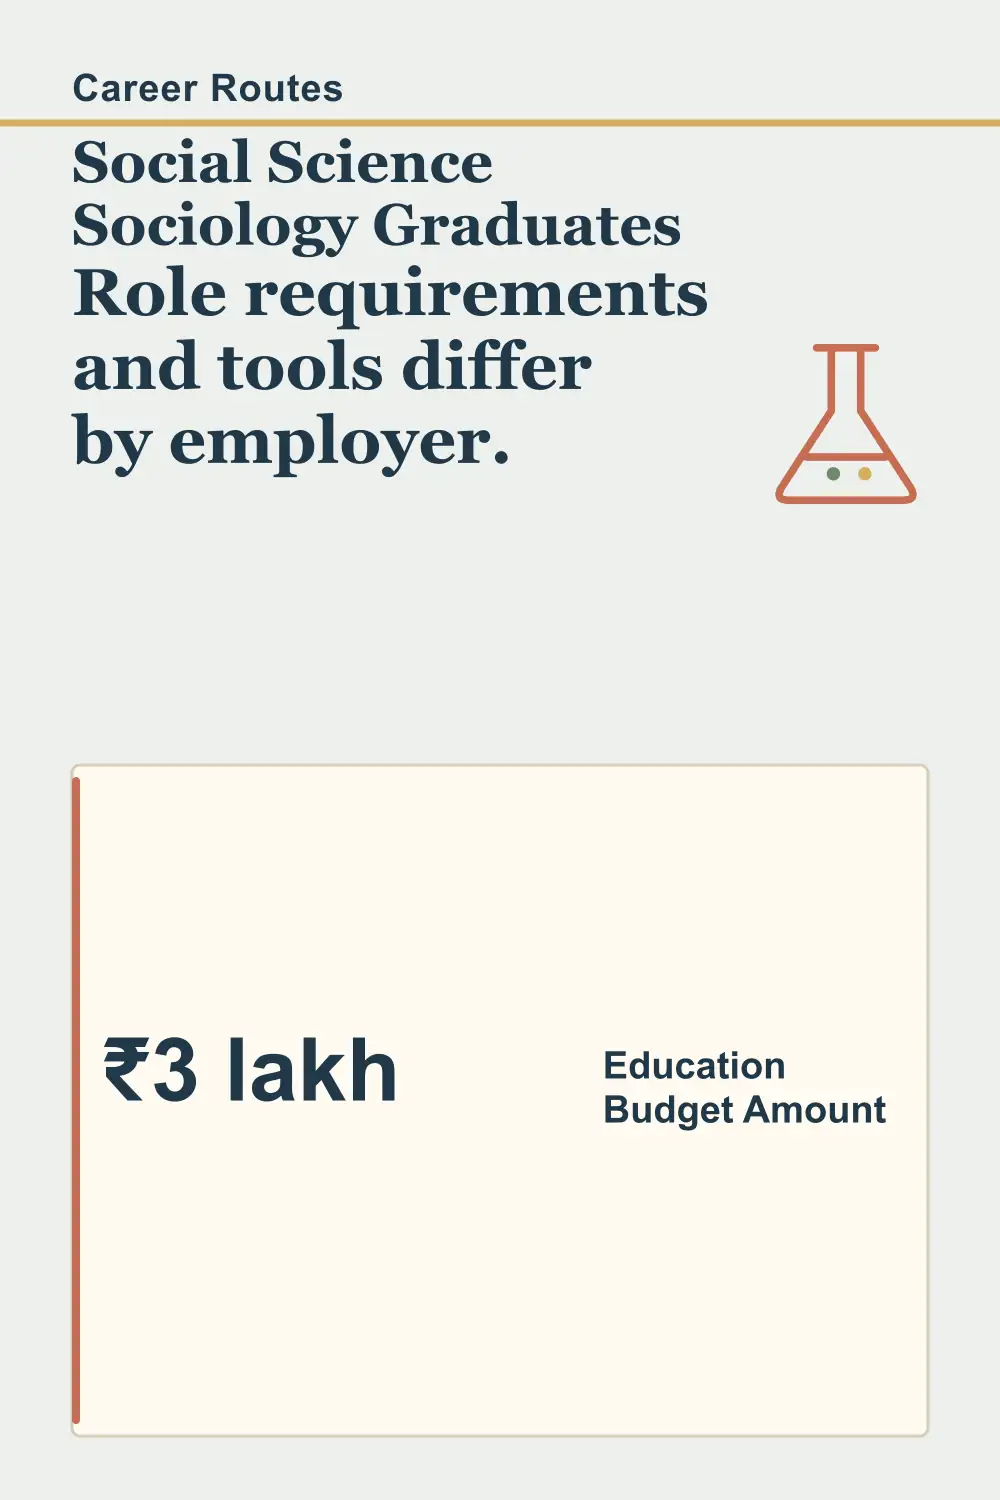 Career Routes
Social Science
Sociology Graduates
Role requirements
and tools differ
by employer.
₹3 lakh
Education
Budget Amount